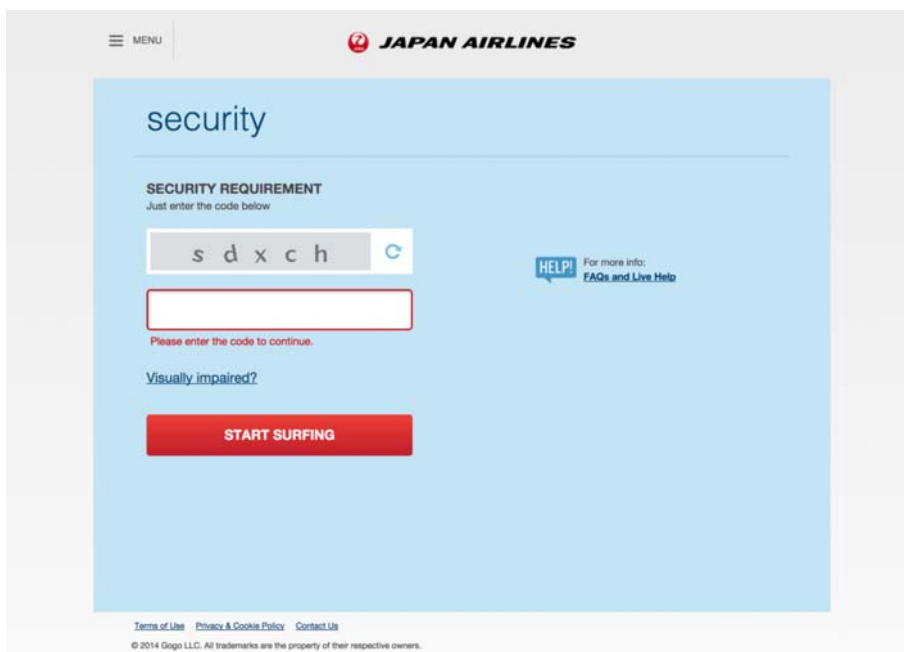 MENU
JAPAN AIRLINES
security
SECURITY REQUIREMENT
Just enter the code below
s d x c h
HELP!
For more info:
FAQs and Live Help
Please enter the code to continue.
Visually impaired?
START SURFING
Terms of Use Privacy & Cookie Policy Contact Us
© 2014 Gogo LLC. All trademarks are the property of their respective owners.